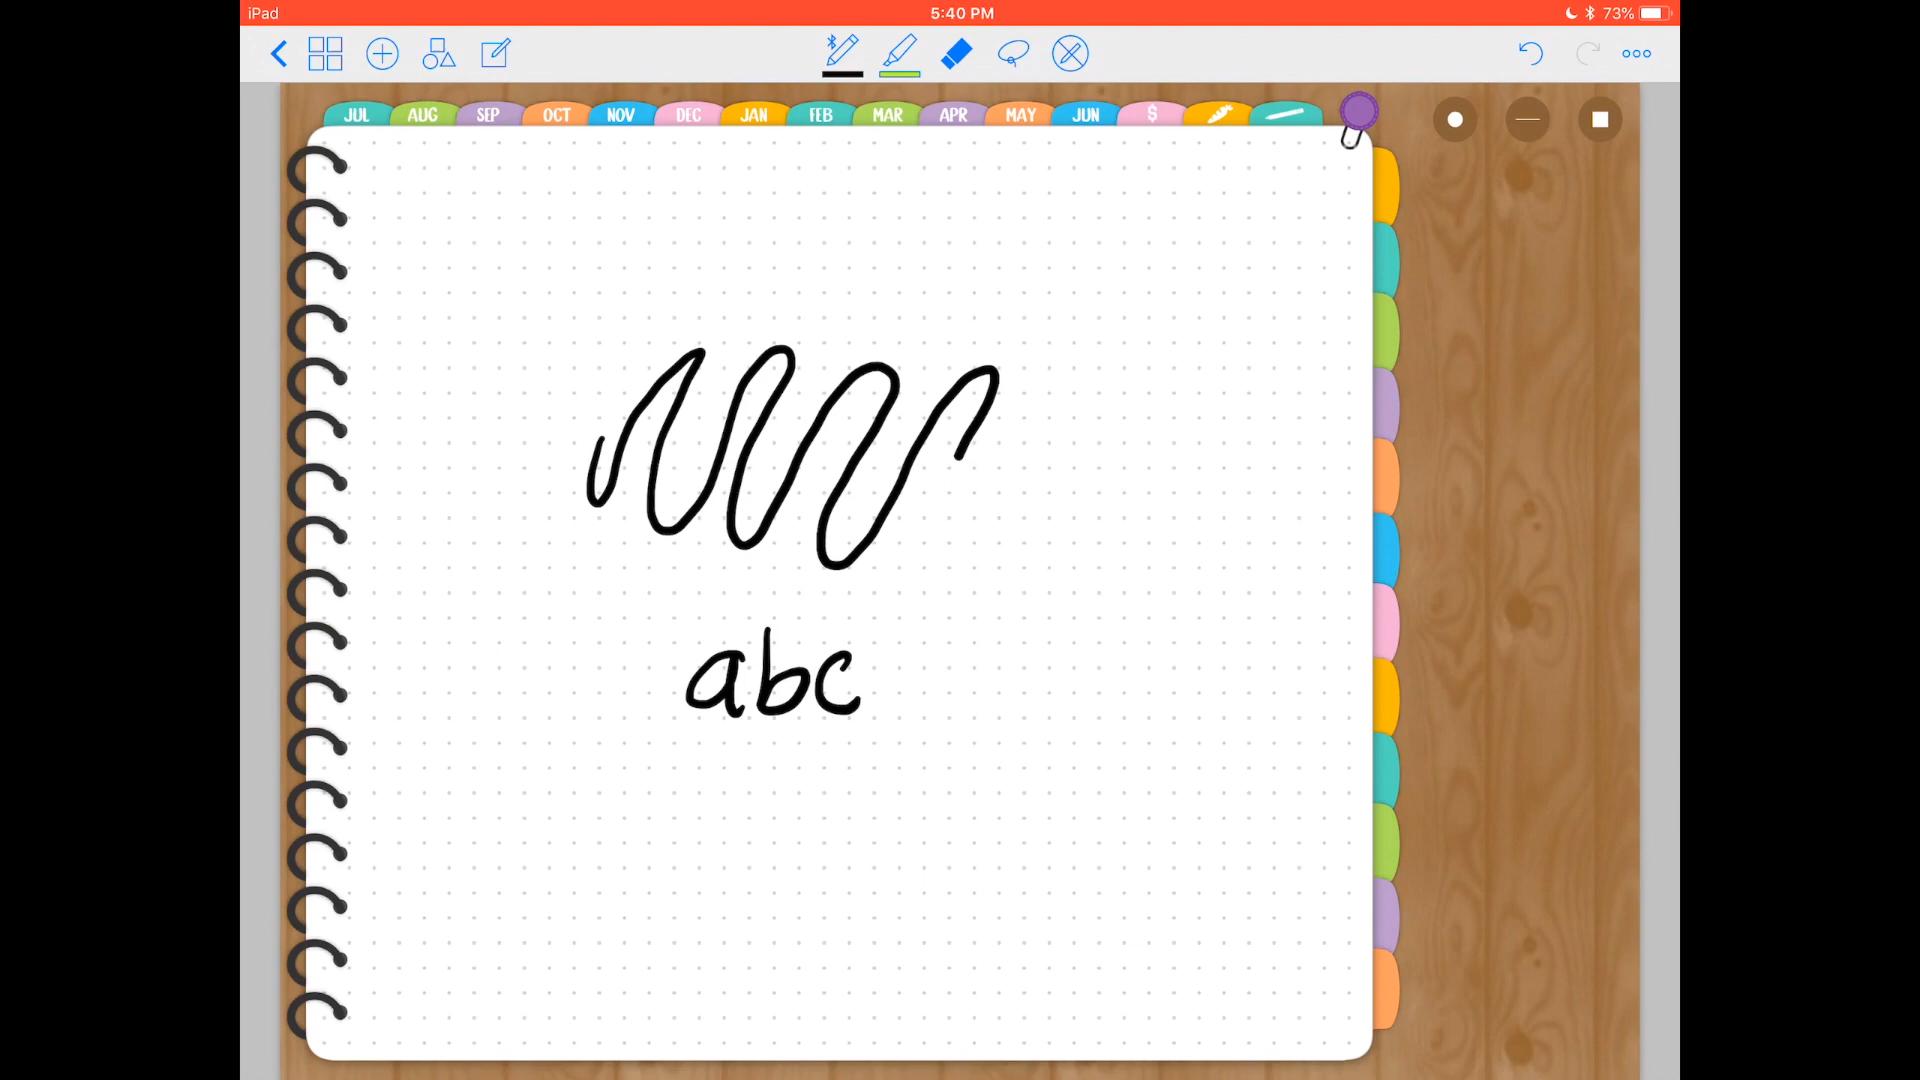 iPad 5:40 PM 73%
JUL AUG SEP OCT NOV DEC JAN FEB MAR APR MAY JUN $
abc